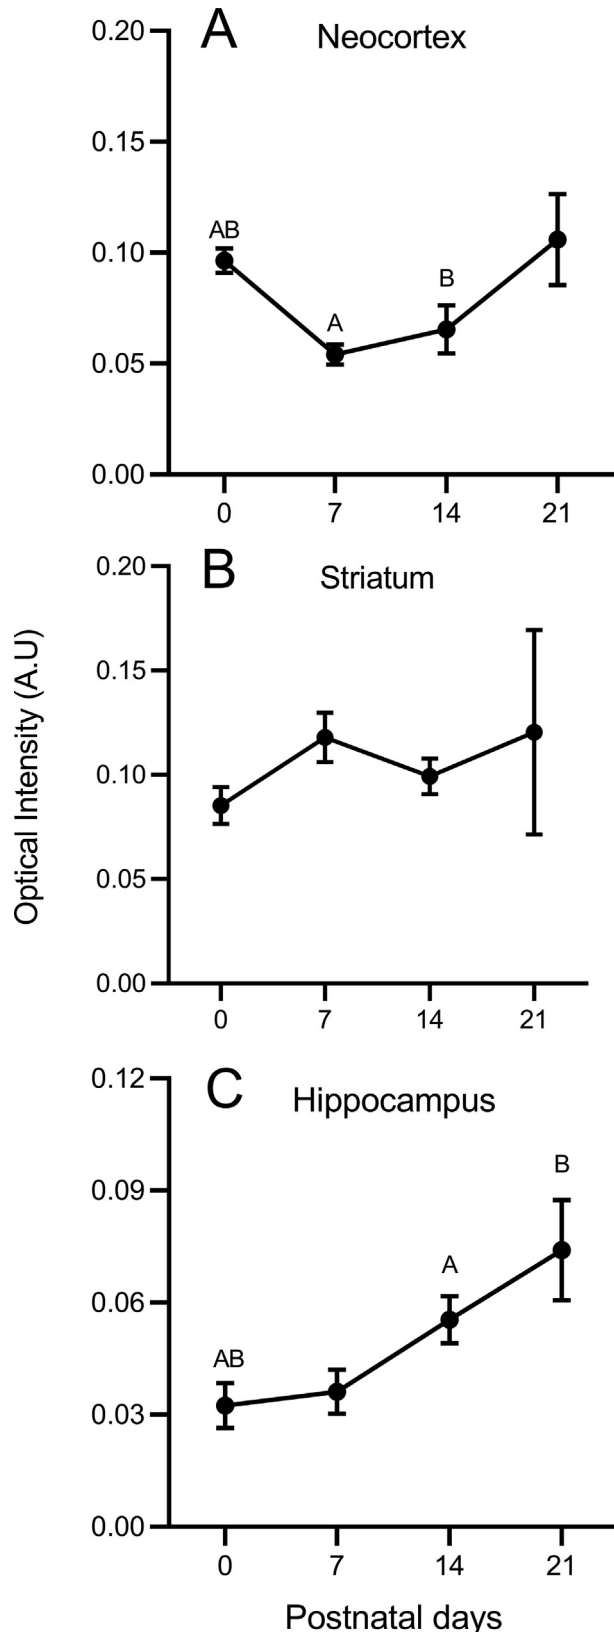 A Neocortex
0.20
0.15
0.10
0.05
0.00
AB
A
B
0 7 14 21
B Striatum
0.20
0.15
0.10
0.05
0.00
0 7 14 21
Optical Intensity (A.U)
C Hippocampus
0.12
0.09
0.06
0.03
0.00
AB
A
B
0 7 14 21
Postnatal days